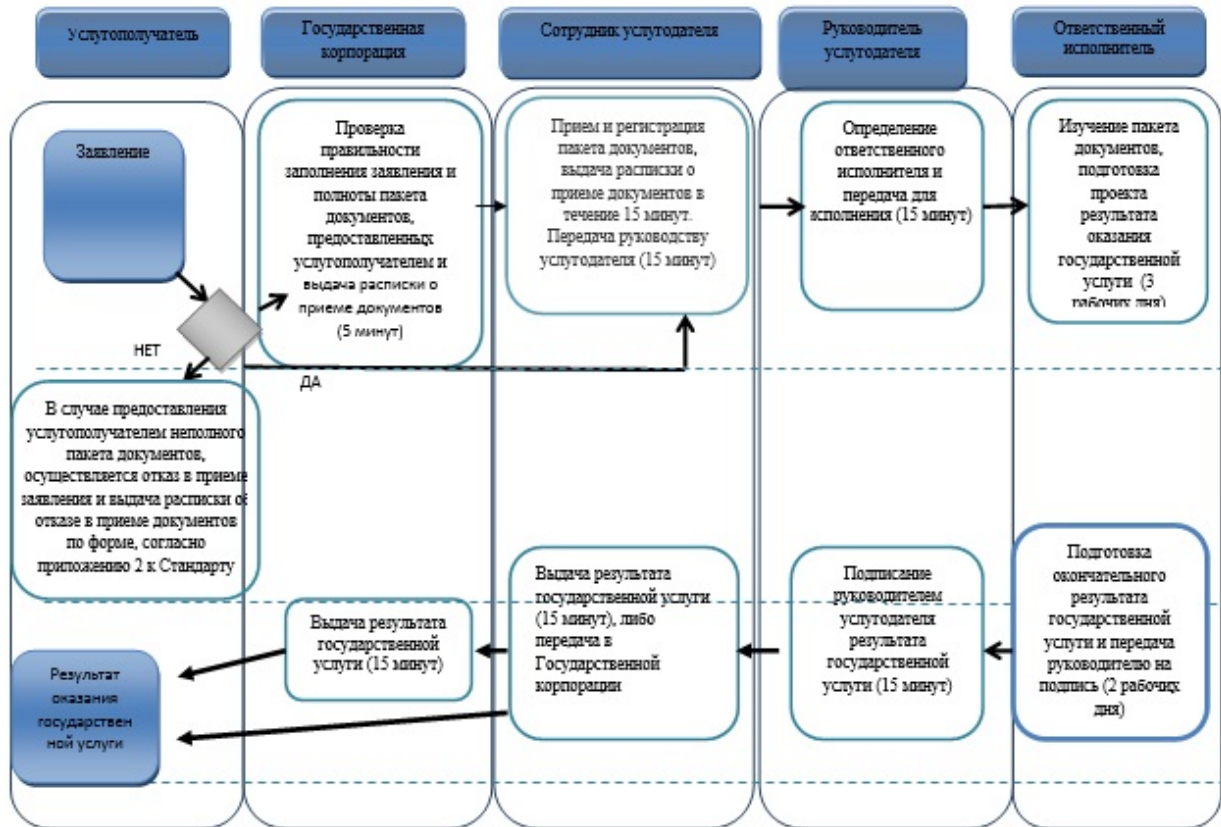 Услугополучатель
Государственная
корпорация
Сотрудник услугодателя
Руководитель
услугодателя
Ответственный
исполнитель
Заявление
Проверка
правильности
заполнения заявления и
полноты пакета
документов,
предоставленных
услугополучателем и
выдача расписки о
приеме документов
(5 минут)
Прием и регистрация
пакета документов,
выдача расписки о
приеме документов в
течение 15 минут.
Передача руководству
услугодателя (15 минут)
Определение
ответственного
исполнителя и
передача для
исполнения (15 минут)
Изучение пакета
документов,
подготовка
проекта
результата
оказания
государственной
услуги (3
рабочих дня)
НЕТ
ДА
В случае предоставления
услугополучателем неполного
пакета документов,
осуществляется отказ в приеме
заявления и выдача расписки об
отказе в приеме документов
по форме, согласно
приложению 2 к Стандарту
Выдача результата
государственной
услуги (15 минут)
Выдача результата
государственной услуги
(15 минут), либо
передача в
Государственной
корпорации
Подписание
руководителем
услугодателя
результата
государственной
услуги (15 минут)
Подготовка
окончательного
результата
государственной
услуги и передача
руководителю на
подпись (2 рабочих
дня)
Результат
оказания
государствен
ной услуги